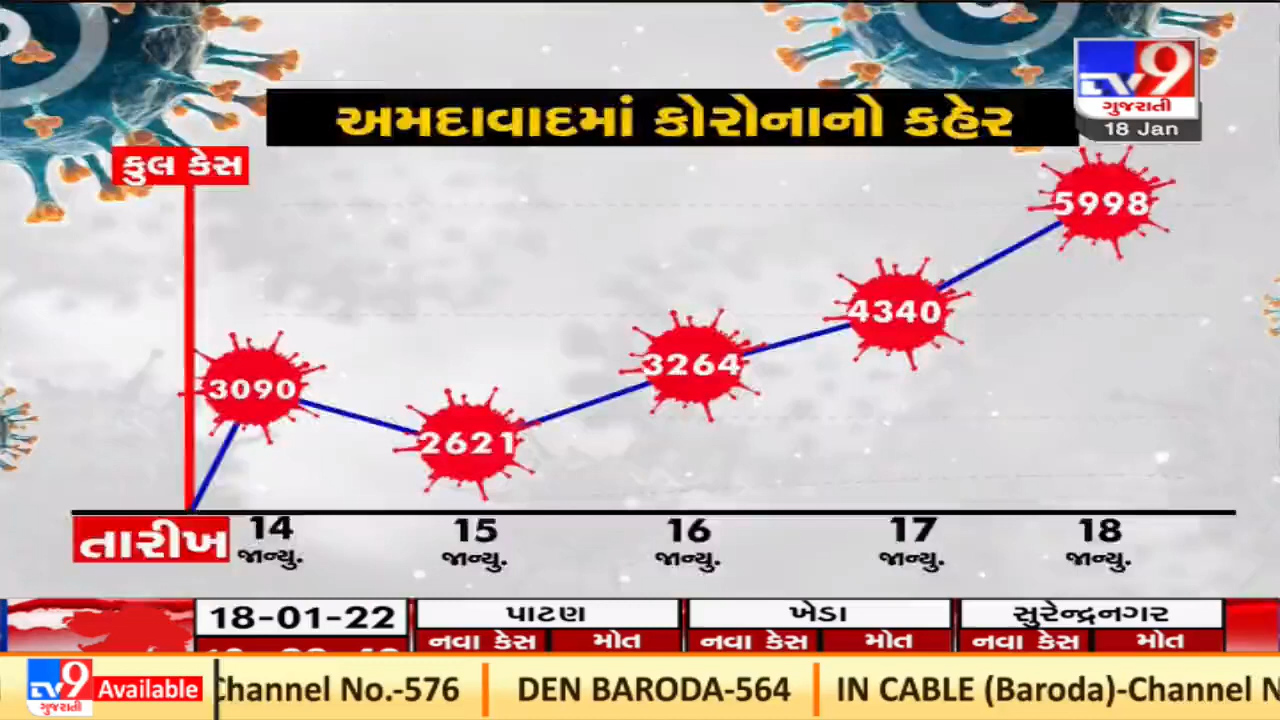 અમદાવાદમાં કોરોનાનો કહેર
TV9
ગુજરાતી
18 Jan
કુલ કેસ
5998
4340
3264
3090
2621
તારીખ
14 15 16 17 18
જાન્યુ. જાન્યુ. જાન્યુ. જાન્યુ. જાન્યુ.
18-01-22 પાટણ ખેડા સુરેન્દ્રનગર
નવા કેસ મોત નવા કેસ મોત નવા કેસ મોત
TV9 ગુજરાતી Available Channel No.-576 DEN BARODA-564 IN CABLE (Baroda)-Channel N